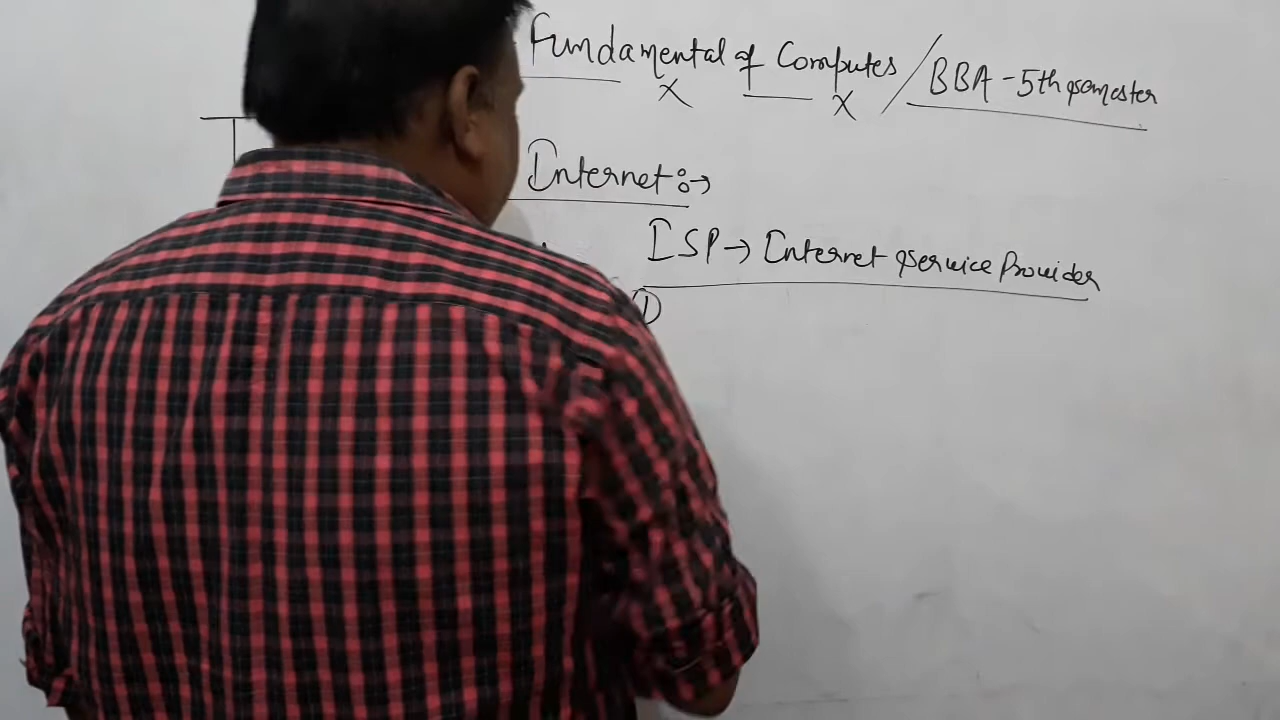 Fundamental of Computes / BBA - 5th semester
X X
Internet :→
ISP → Internet service Provider
①